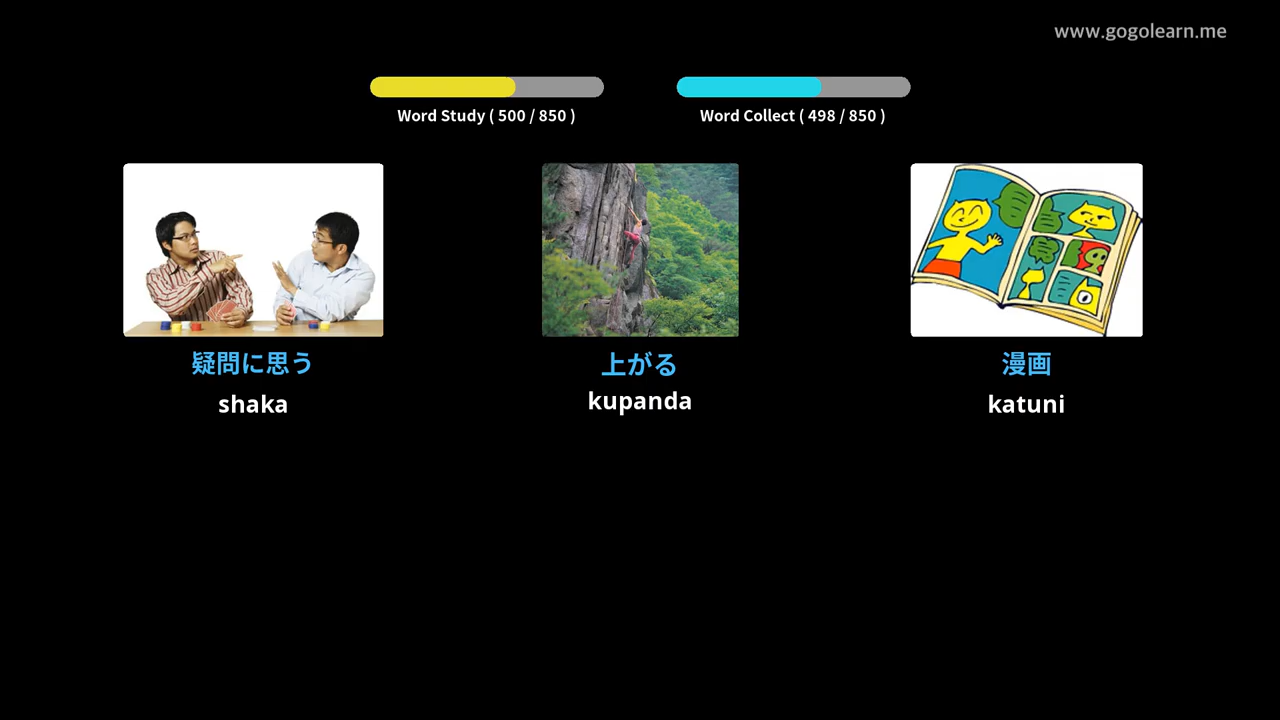 www.gogolearn.me
Word Study ( 500 / 850 )
Word Collect ( 498 / 850 )
疑問に思う
shaka
上がる
kupanda
漫画
katuni